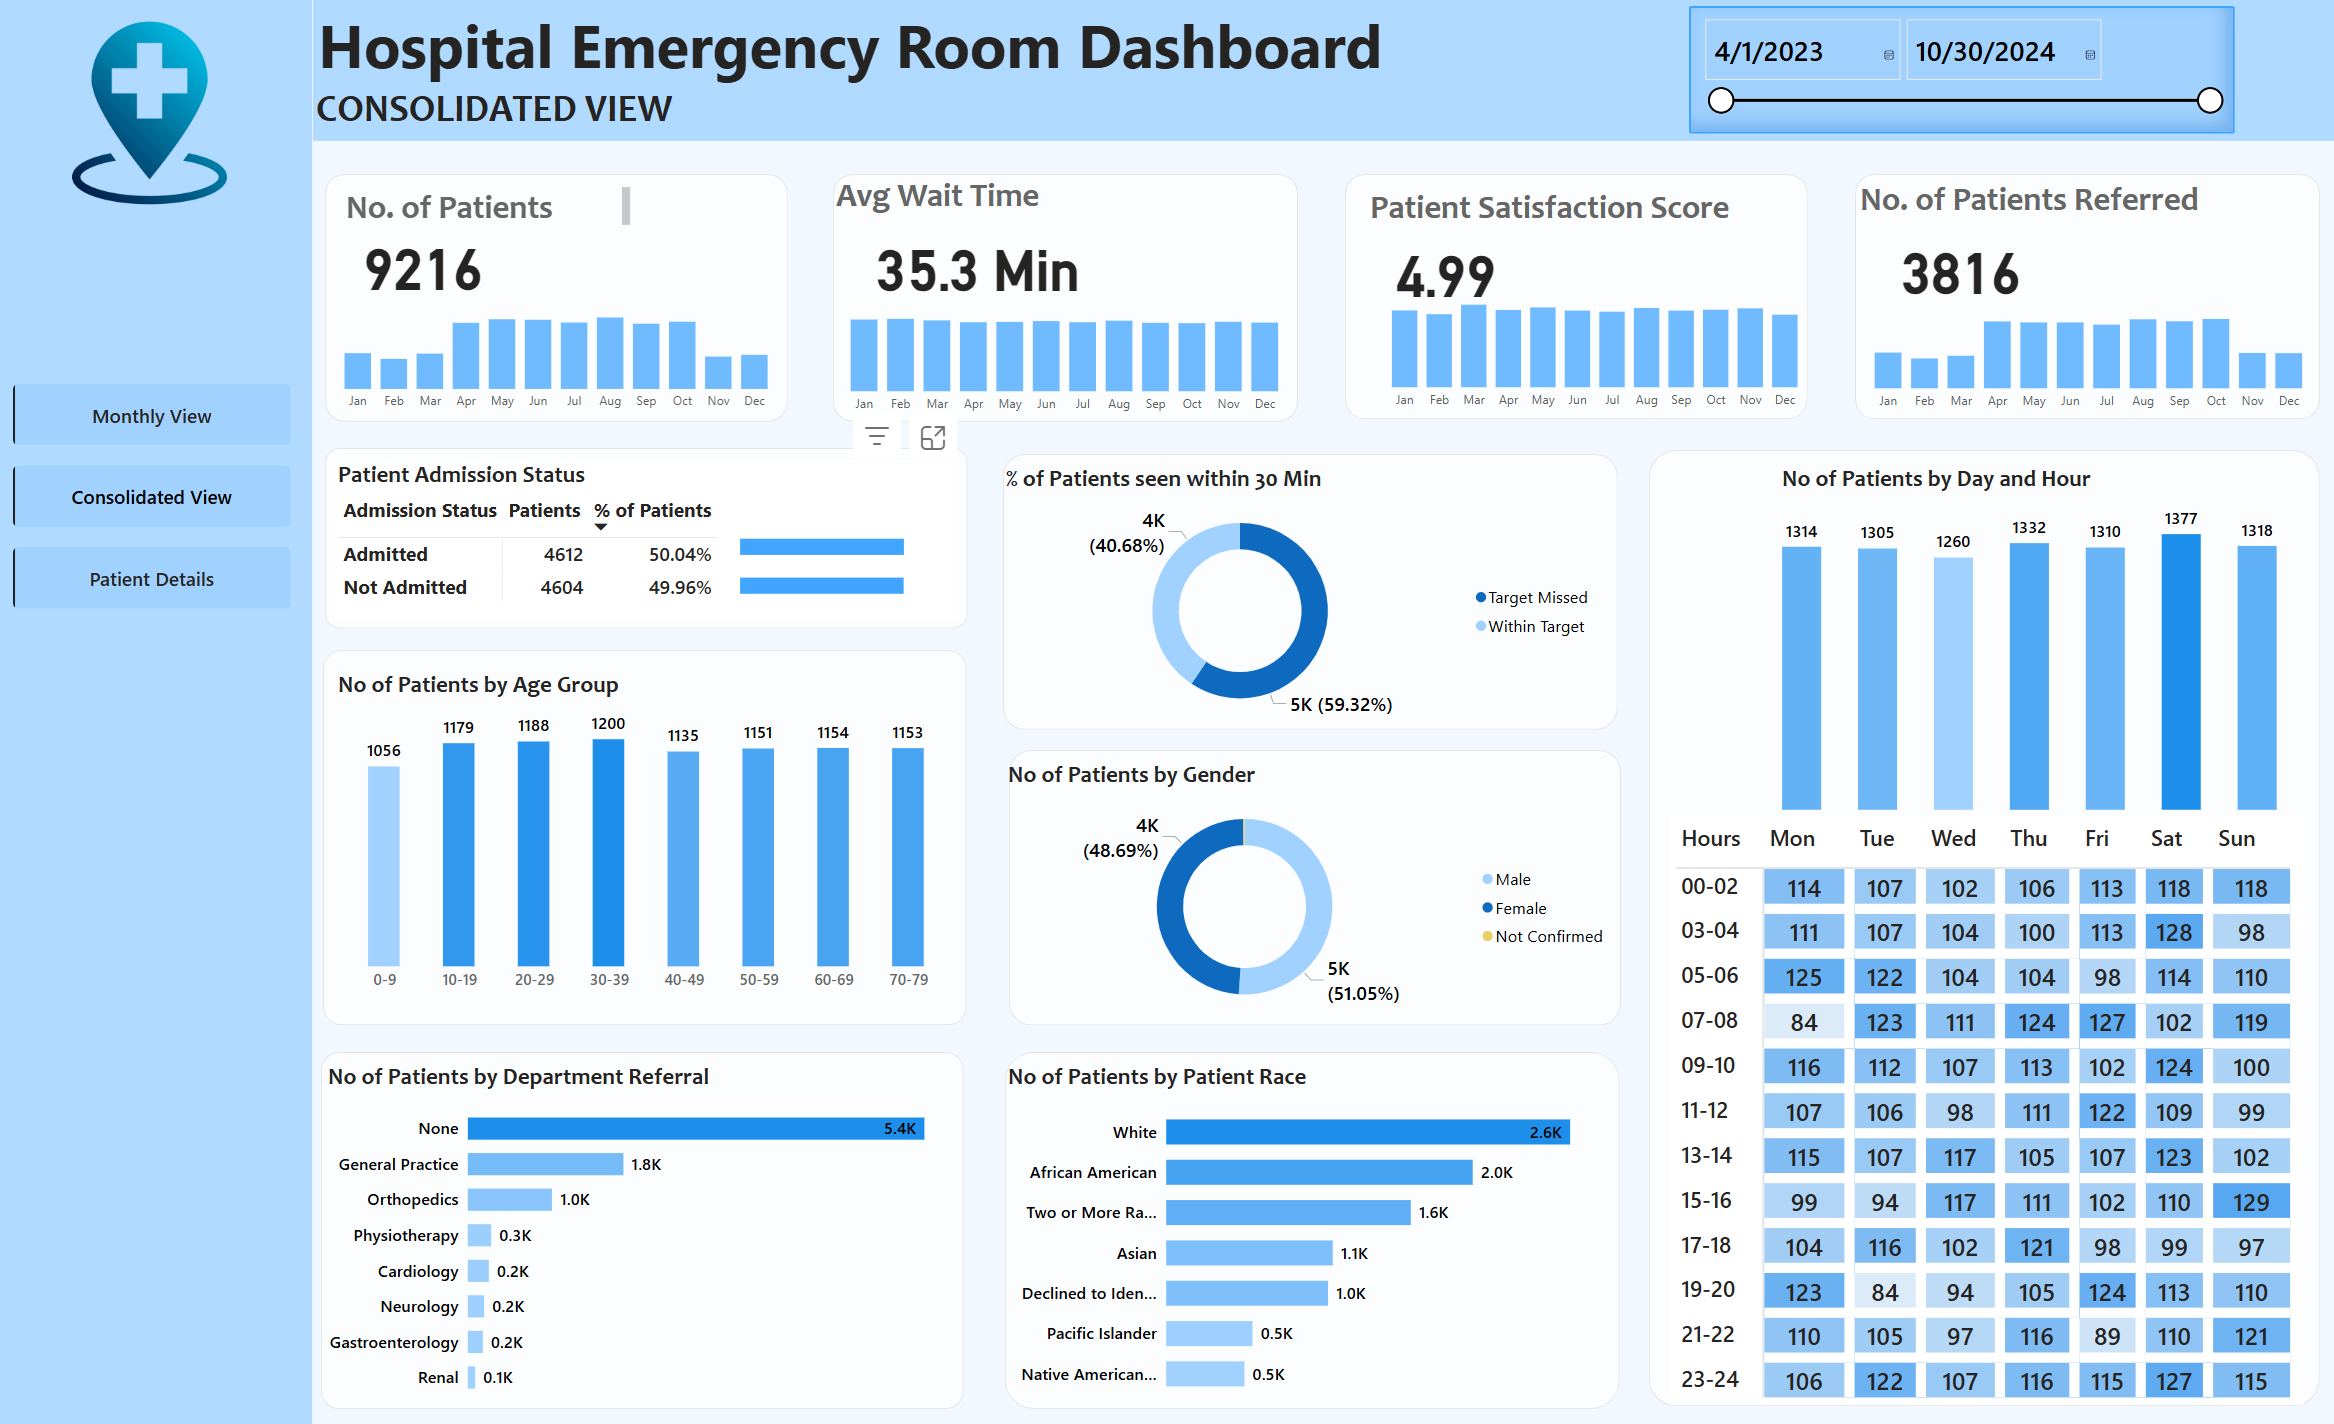 Hospital Emergency Room Dashboard
CONSOLIDATED VIEW
4/1/2023 10/30/2024
Monthly View
Consolidated View
Patient Details
No. of Patients
9216
Jan Feb Mar Apr May Jun Jul Aug Sep Oct Nov Dec
Avg Wait Time
35.3 Min
Jan Feb Mar Apr May Jun Jul Aug Sep Oct Nov Dec
Patient Satisfaction Score
4.99
Jan Feb Mar Apr May Jun Jul Aug Sep Oct Nov Dec
No. of Patients Referred
3816
Jan Feb Mar Apr May Jun Jul Aug Sep Oct Nov Dec
Patient Admission Status
Admission Status Patients % of Patients
Admitted 4612 50.04%
Not Admitted 4604 49.96%
% of Patients seen within 30 Min
4K
(40.68%)
5K (59.32%)
Target Missed
Within Target
No of Patients by Age Group
1056 1179 1188 1200 1135 1151 1154 1153
0-9 10-19 20-29 30-39 40-49 50-59 60-69 70-79
No of Patients by Gender
4K
(48.69%)
5K
(51.05%)
Male
Female
Not Confirmed
No of Patients by Department Referral
None 5.4K
General Practice 1.8K
Orthopedics 1.0K
Physiotherapy 0.3K
Cardiology 0.2K
Neurology 0.2K
Gastroenterology 0.2K
Renal 0.1K
No of Patients by Patient Race
White 2.6K
African American 2.0K
Two or More Ra... 1.6K
Asian 1.1K
Declined to Iden... 1.0K
Pacific Islander 0.5K
Native American... 0.5K
No of Patients by Day and Hour
1314 1305 1260 1332 1310 1377 1318
Hours Mon Tue Wed Thu Fri Sat Sun
00-02 114 107 102 106 113 118 118
03-04 111 107 104 100 113 128 98
05-06 125 122 104 104 98 114 110
07-08 84 123 111 124 127 102 119
09-10 116 112 107 113 102 124 100
11-12 107 106 98 111 122 109 99
13-14 115 107 117 105 107 123 102
15-16 99 94 117 111 102 110 129
17-18 104 116 102 121 98 99 97
19-20 123 84 94 105 124 113 110
21-22 110 105 97 116 89 110 121
23-24 106 122 107 116 115 127 115